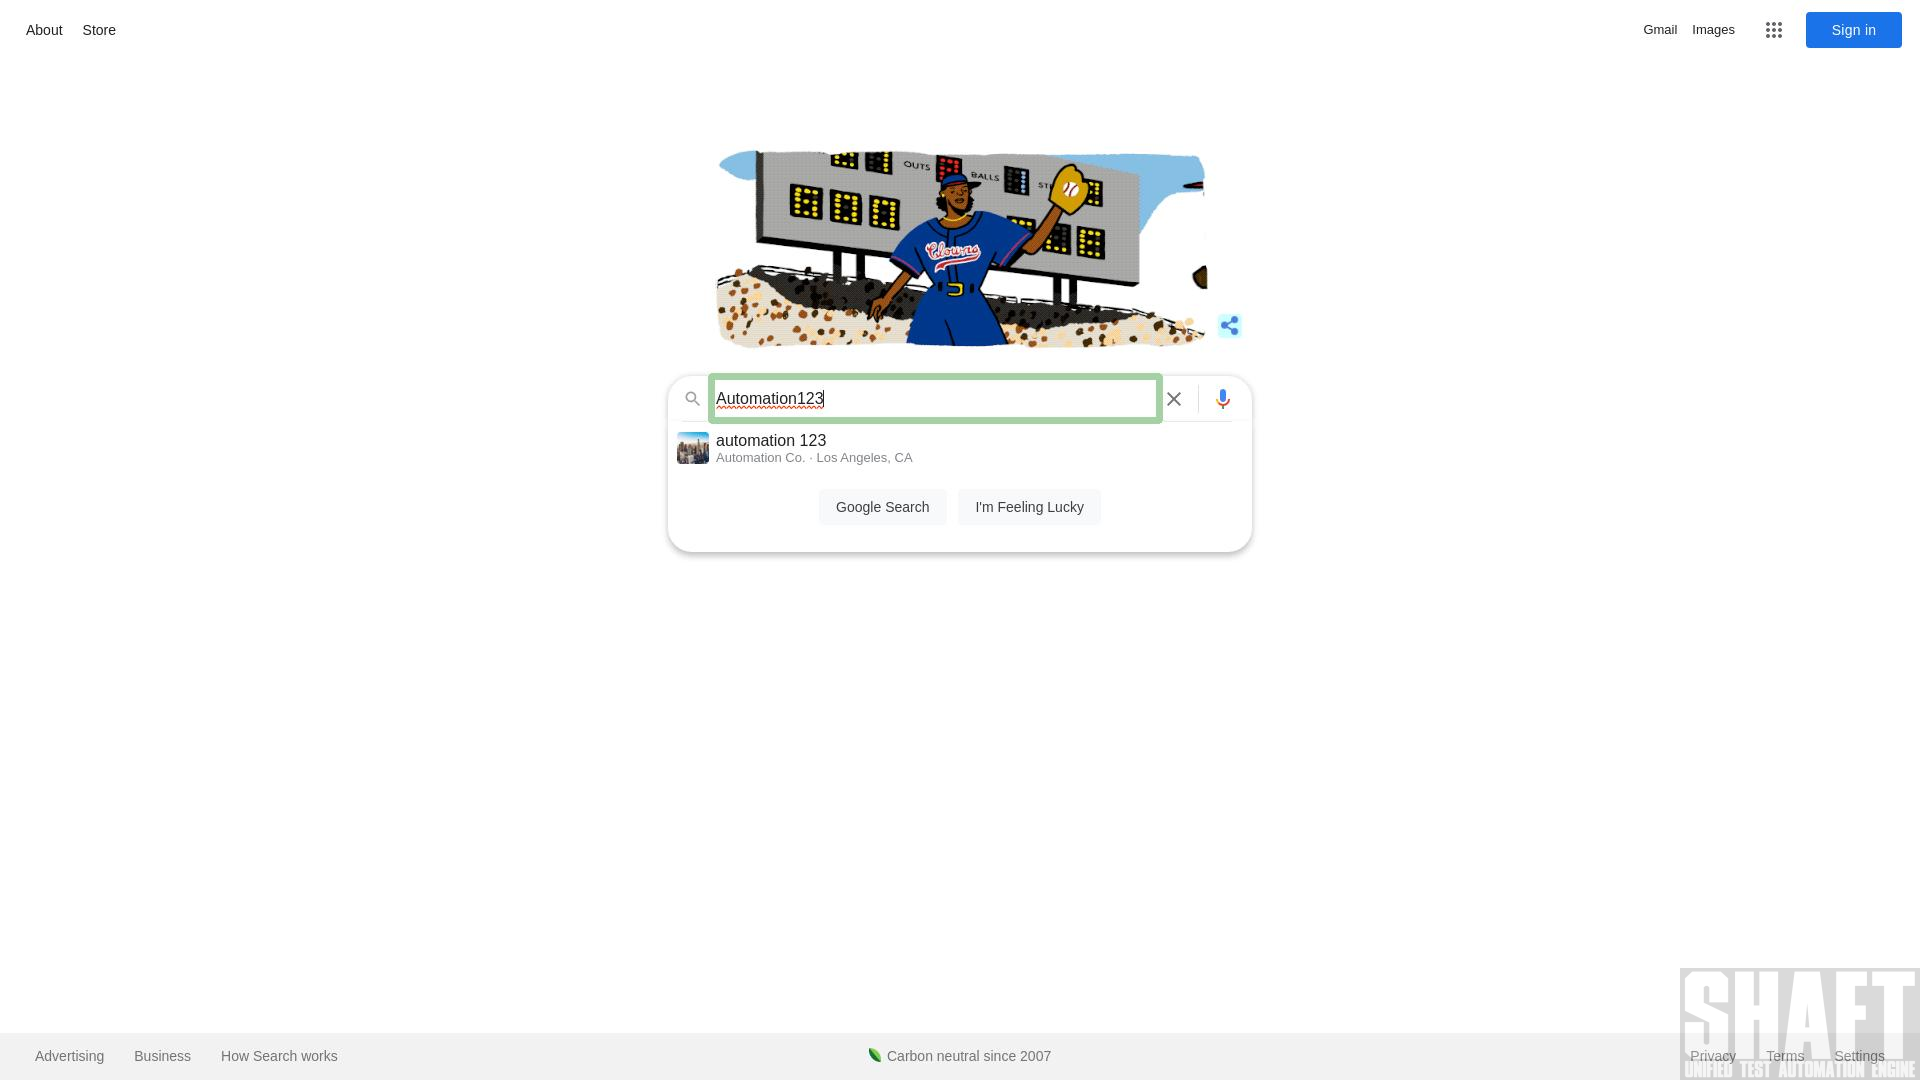 About Store
Gmail Images Sign in
OUTS BALLS
Clowns
Automation123
automation 123
Automation Co. · Los Angeles, CA
Google Search I'm Feeling Lucky
Advertising Business How Search works Carbon neutral since 2007 Privacy Terms Settings
SHAFT
UNIFIED TEST AUTOMATION ENGINE